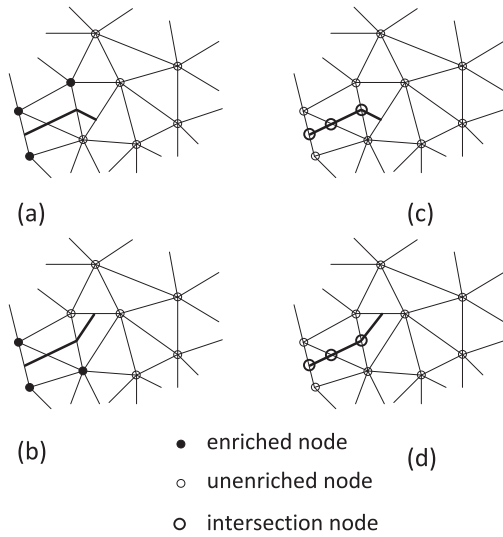 (a)
(c)
(b)
(d)
enriched node
unenriched node
intersection node